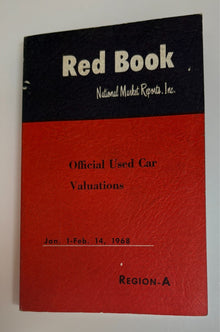 Red Book
National Market Reports, Inc.
Official Used Car
Valuations
Jan. 1-Feb. 14, 1968
Region-A